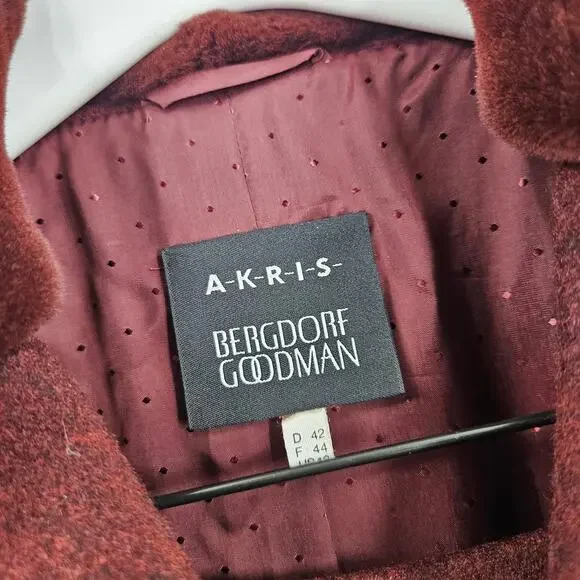 A-K-R-I-S-
BERGDORF
GOODMAN
D 42
F 44